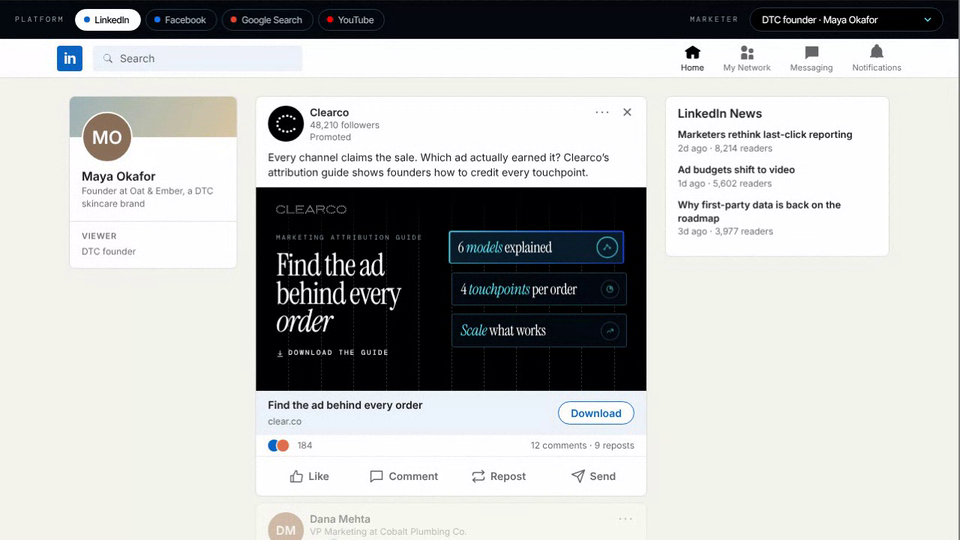 PLATFORM
LinkedIn
Facebook
Google Search
YouTube
MARKETER
DTC founder · Maya Okafor
in
Search
Home
My Network
Messaging
Notifications
MO
Maya Okafor
Founder at Oat & Ember, a DTC
skincare brand
VIEWER
DTC founder
Clearco
48,210 followers
Promoted
Every channel claims the sale. Which ad actually earned it? Clearco's
attribution guide shows founders how to credit every touchpoint.
CLEARCO
MARKETING ATTRIBUTION GUIDE
Find the ad
behind every
order
DOWNLOAD THE GUIDE
6 models explained
4 touchpoints per order
Scale what works
Find the ad behind every order
clear.co
Download
184
12 comments · 9 reposts
Like
Comment
Repost
Send
DM
Dana Mehta
VP Marketing at Cobalt Plumbing Co.
LinkedIn News
Marketers rethink last-click reporting
2d ago · 8,214 readers
Ad budgets shift to video
1d ago · 5,602 readers
Why first-party data is back on the
roadmap
3d ago · 3,977 readers